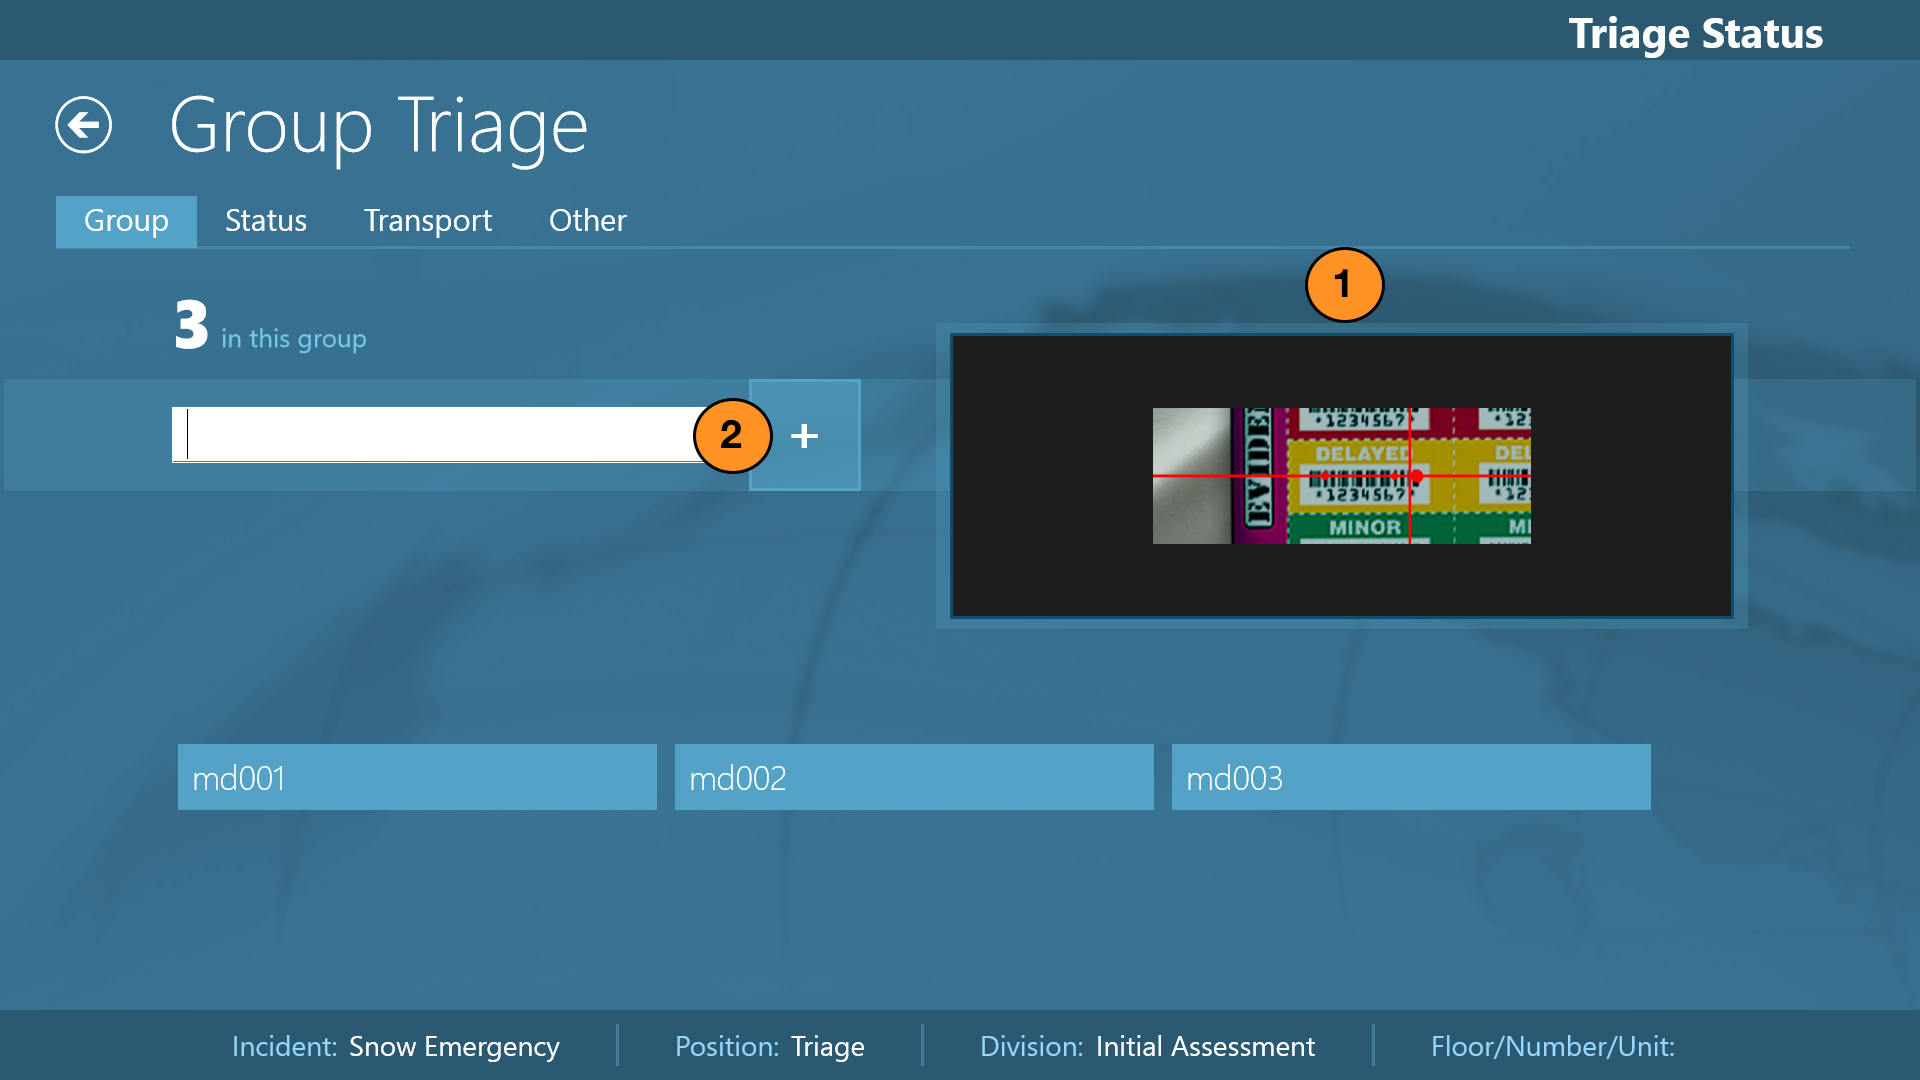 Triage Status
Group Triage
Group Status Transport Other
1
3 in this group
2 +
*1234567*
DELAYED
*1234567*
MINOR
EVIDE
DEL
*12
MI
md001 md002 md003
Incident: Snow Emergency Position: Triage Division: Initial Assessment Floor/Number/Unit: